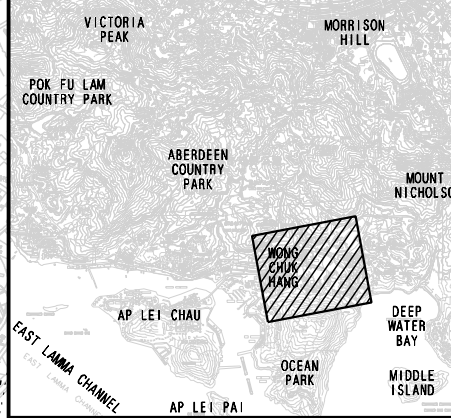 VICTORIA
PEAK
MORRISON
HILL
POK FU LAM
COUNTRY PARK
ABERDEEN
COUNTRY
PARK
MOUNT
NICHOLSO
WONG
CHUK
HANG
AP LEI CHAU
DEEP
WATER
BAY
EAST LAMMA CHANNEL
EAST LAMMA CHANNEL
OCEAN
PARK
MIDDLE
ISLAND
AP LEI PAI